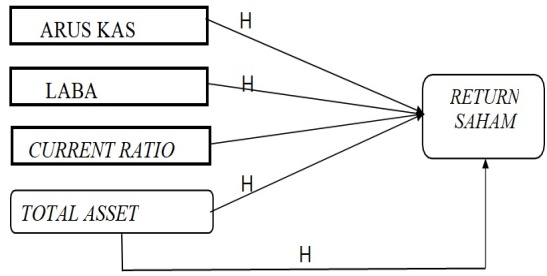 ARUS KAS
H
LABA
H
CURRENT RATIO
H
TOTAL ASSET
RETURN
SAHAM
H